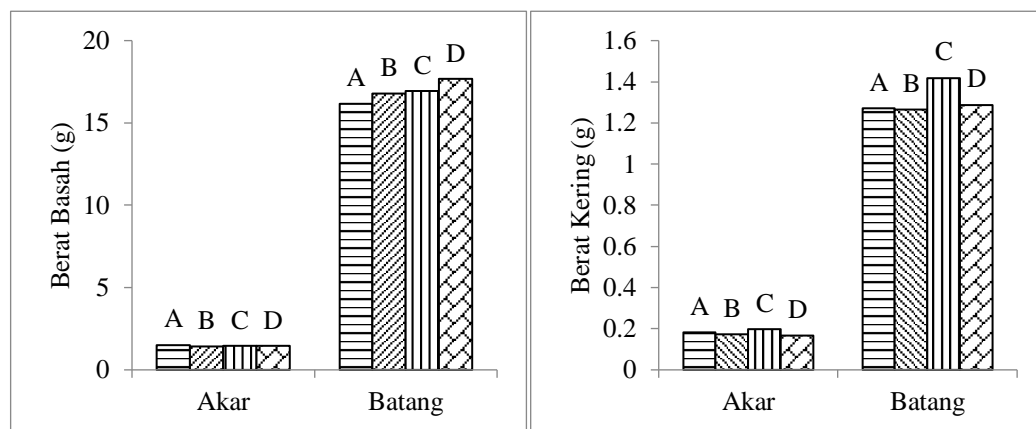 Berat Basah (g)
20
15
10
5
0
A B C D
A B C D
Akar
Batang
Berat Kering (g)
1.6
1.4
1.2
1
0.8
0.6
0.4
0.2
0
A B C D
A B C D
Akar
Batang